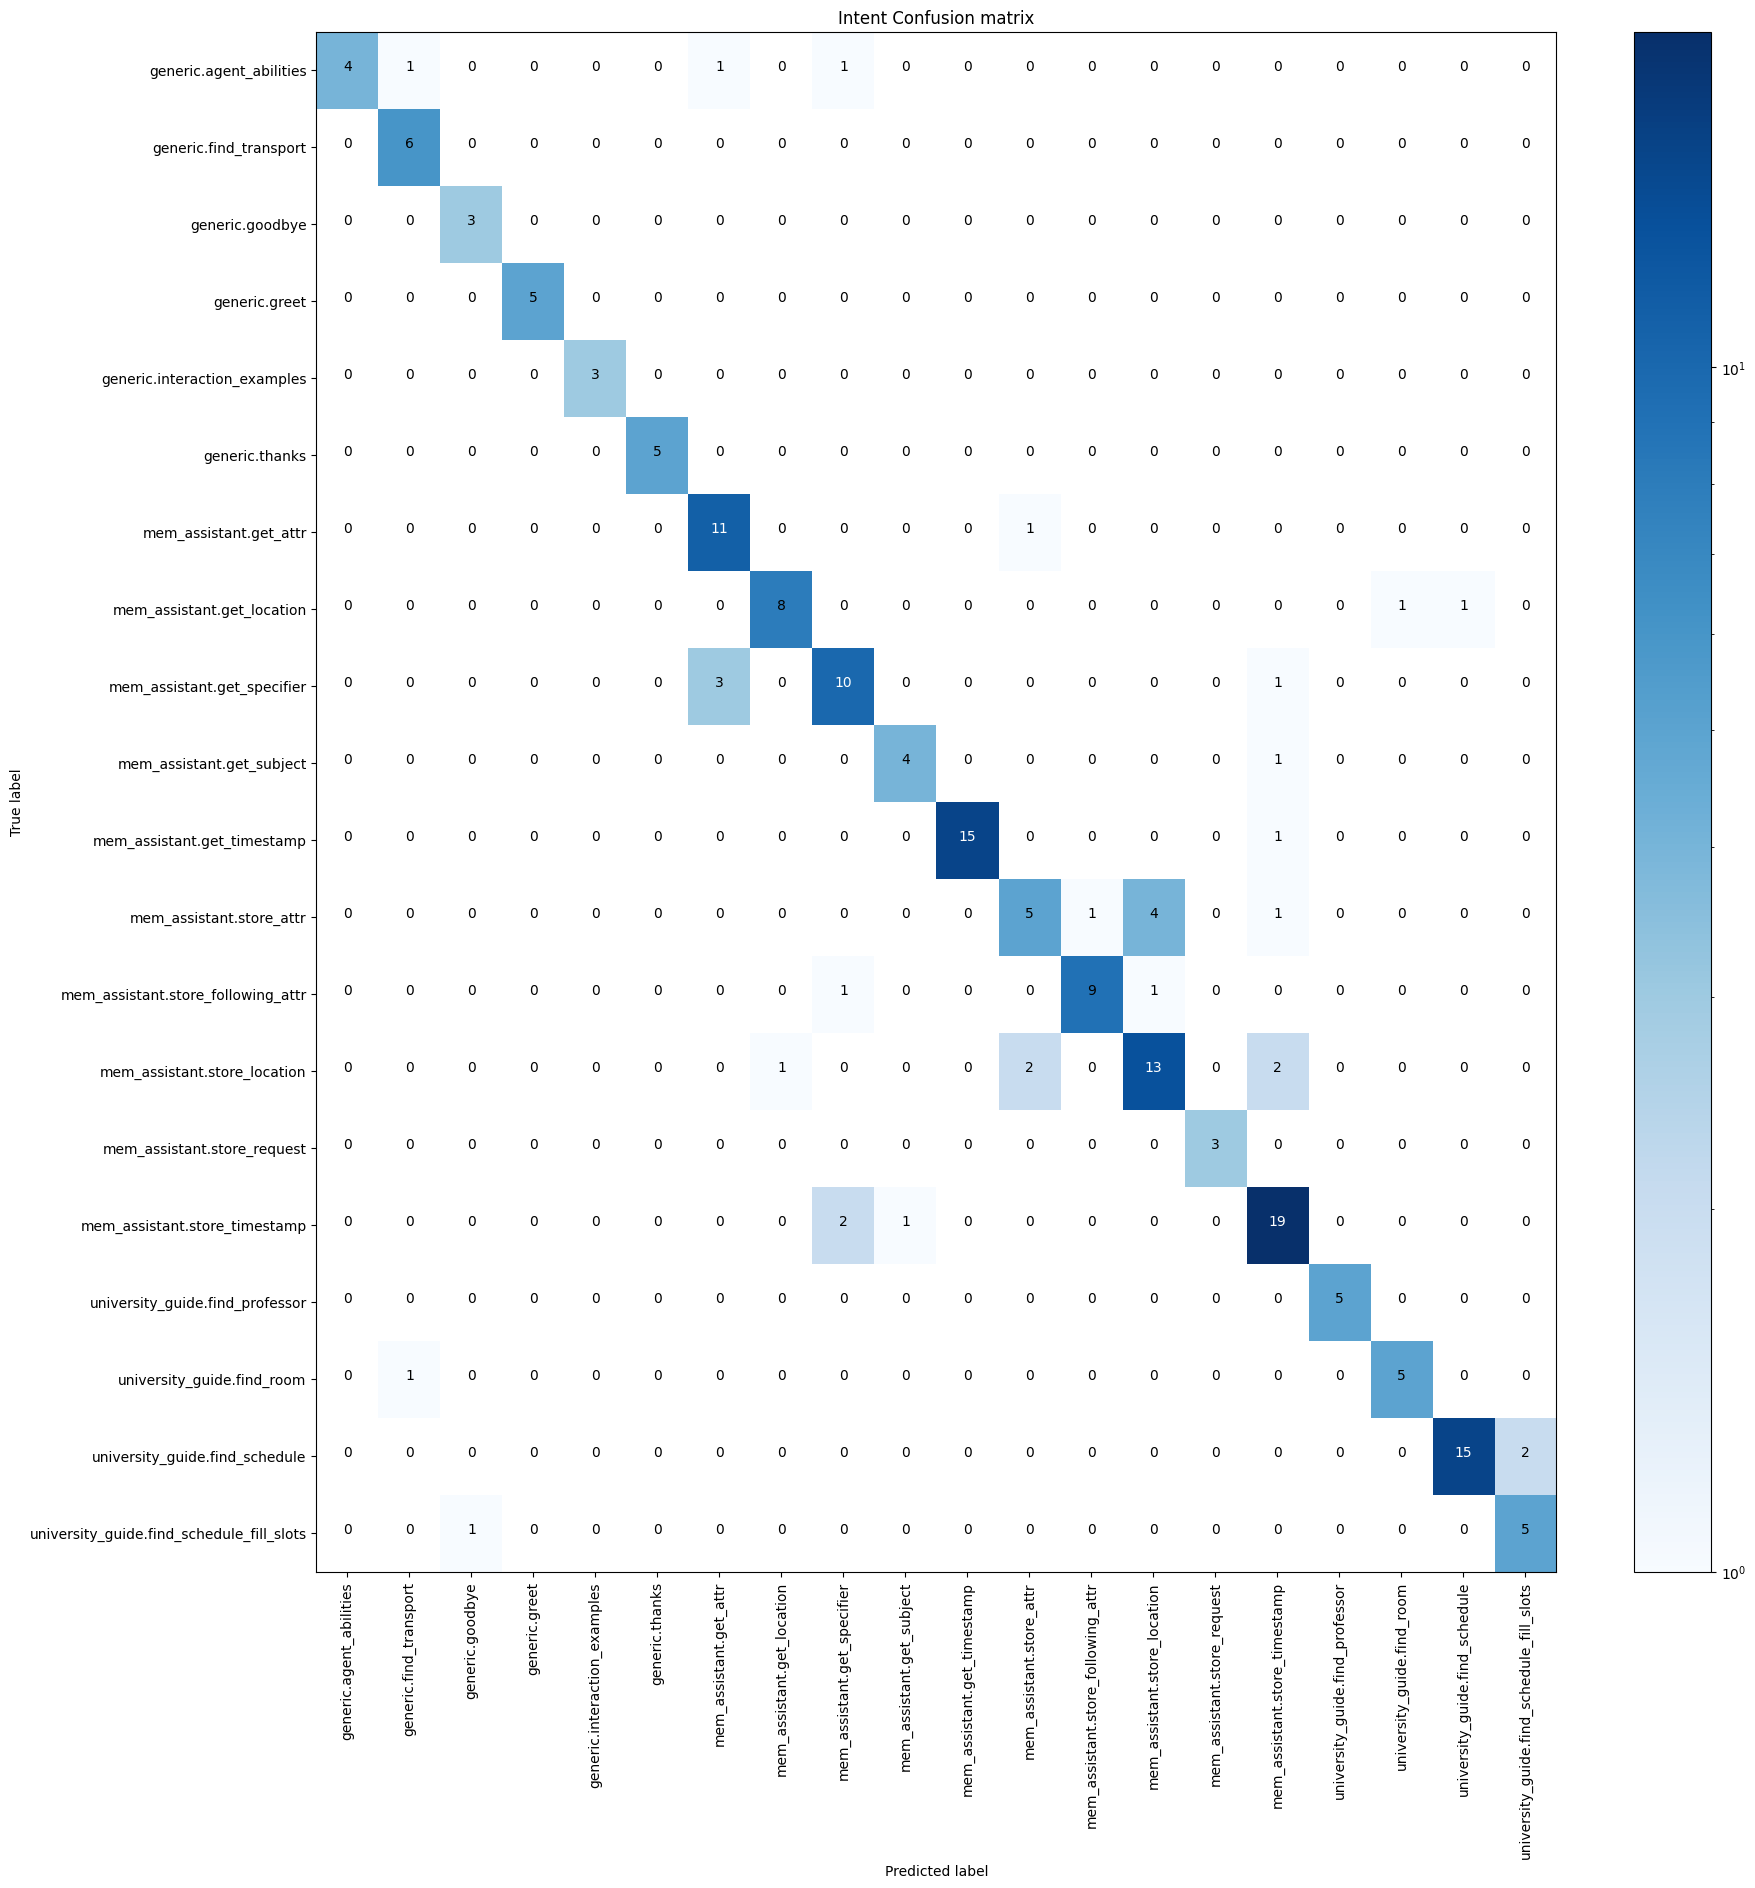 Intent Confusion matrix
generic.agent_abilities 4 1 0 0 0 0 1 0 1 0 0 0 0 0 0 0 0 0 0 0
generic.find_transport 0 6 0 0 0 0 0 0 0 0 0 0 0 0 0 0 0 0 0 0
generic.goodbye 0 0 3 0 0 0 0 0 0 0 0 0 0 0 0 0 0 0 0 0
generic.greet 0 0 0 5 0 0 0 0 0 0 0 0 0 0 0 0 0 0 0 0
generic.interaction_examples 0 0 0 0 3 0 0 0 0 0 0 0 0 0 0 0 0 0 0 0
10¹
generic.thanks 0 0 0 0 0 5 0 0 0 0 0 0 0 0 0 0 0 0 0 0
mem_assistant.get_attr 0 0 0 0 0 0 11 0 0 0 0 1 0 0 0 0 0 0 0 0
mem_assistant.get_location 0 0 0 0 0 0 0 8 0 0 0 0 0 0 0 0 0 1 1 0
mem_assistant.get_specifier 0 0 0 0 0 0 3 0 10 0 0 0 0 0 0 1 0 0 0 0
mem_assistant.get_subject 0 0 0 0 0 0 0 0 0 4 0 0 0 0 0 1 0 0 0 0
True label
mem_assistant.get_timestamp 0 0 0 0 0 0 0 0 0 0 15 0 0 0 0 1 0 0 0 0
mem_assistant.store_attr 0 0 0 0 0 0 0 0 0 0 0 5 1 4 0 1 0 0 0 0
mem_assistant.store_following_attr 0 0 0 0 0 0 0 0 1 0 0 0 9 1 0 0 0 0 0 0
mem_assistant.store_location 0 0 0 0 0 0 0 1 0 0 0 2 0 13 0 2 0 0 0 0
mem_assistant.store_request 0 0 0 0 0 0 0 0 0 0 0 0 0 0 3 0 0 0 0 0
mem_assistant.store_timestamp 0 0 0 0 0 0 0 0 2 1 0 0 0 0 0 19 0 0 0 0
university_guide.find_professor 0 0 0 0 0 0 0 0 0 0 0 0 0 0 0 0 5 0 0 0
university_guide.find_room 0 1 0 0 0 0 0 0 0 0 0 0 0 0 0 0 0 5 0 0
university_guide.find_schedule 0 0 0 0 0 0 0 0 0 0 0 0 0 0 0 0 0 0 15 2
university_guide.find_schedule_fill_slots 0 0 1 0 0 0 0 0 0 0 0 0 0 0 0 0 0 0 0 5
10⁰
generic.agent_abilities
generic.find_transport
generic.goodbye
generic.greet
generic.interaction_examples
generic.thanks
mem_assistant.get_attr
mem_assistant.get_location
mem_assistant.get_specifier
mem_assistant.get_subject
mem_assistant.get_timestamp
mem_assistant.store_attr
mem_assistant.store_following_attr
mem_assistant.store_location
mem_assistant.store_request
mem_assistant.store_timestamp
university_guide.find_professor
university_guide.find_room
university_guide.find_schedule
university_guide.find_schedule_fill_slots
Predicted label